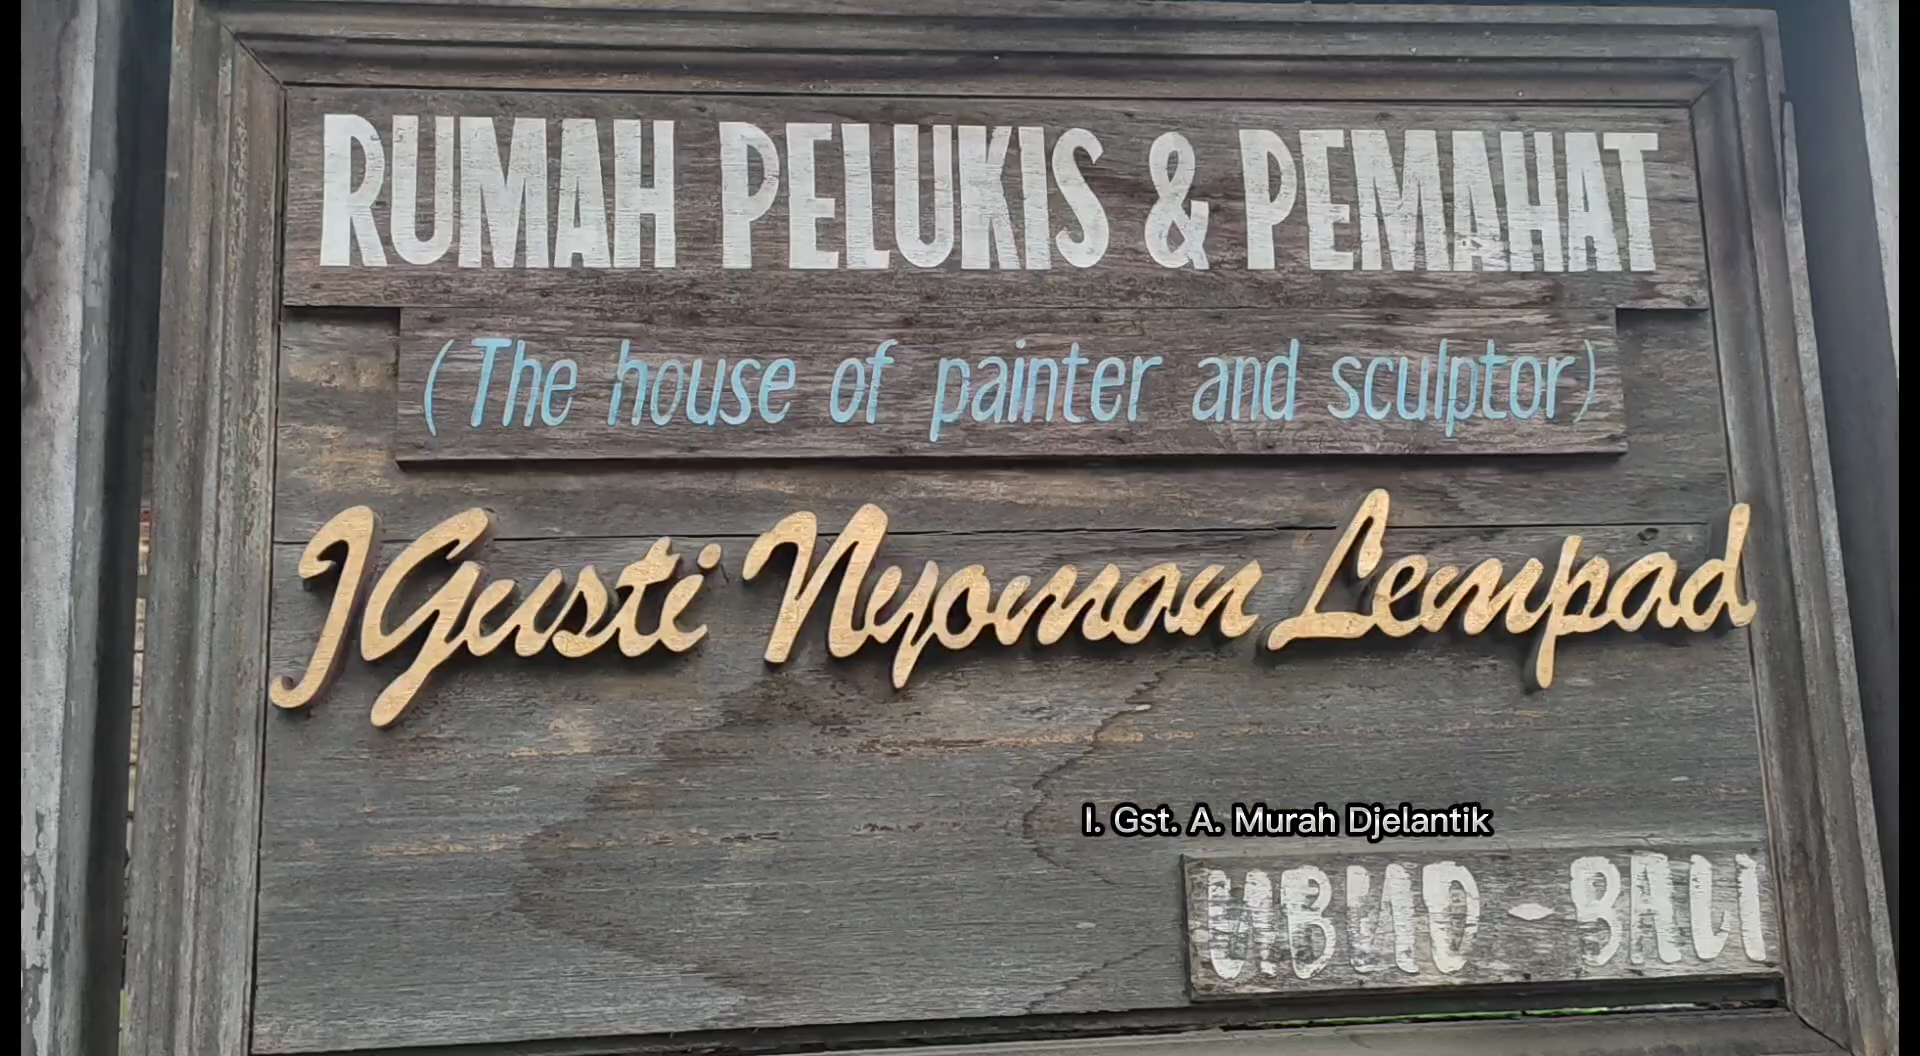 RUMAH PELUKIS & PEMAHAT
(The house of painter and sculptor)
I Gusti Nyoman Lempad
I. Gst. A. Murah Djelantik
UBUD - BALI